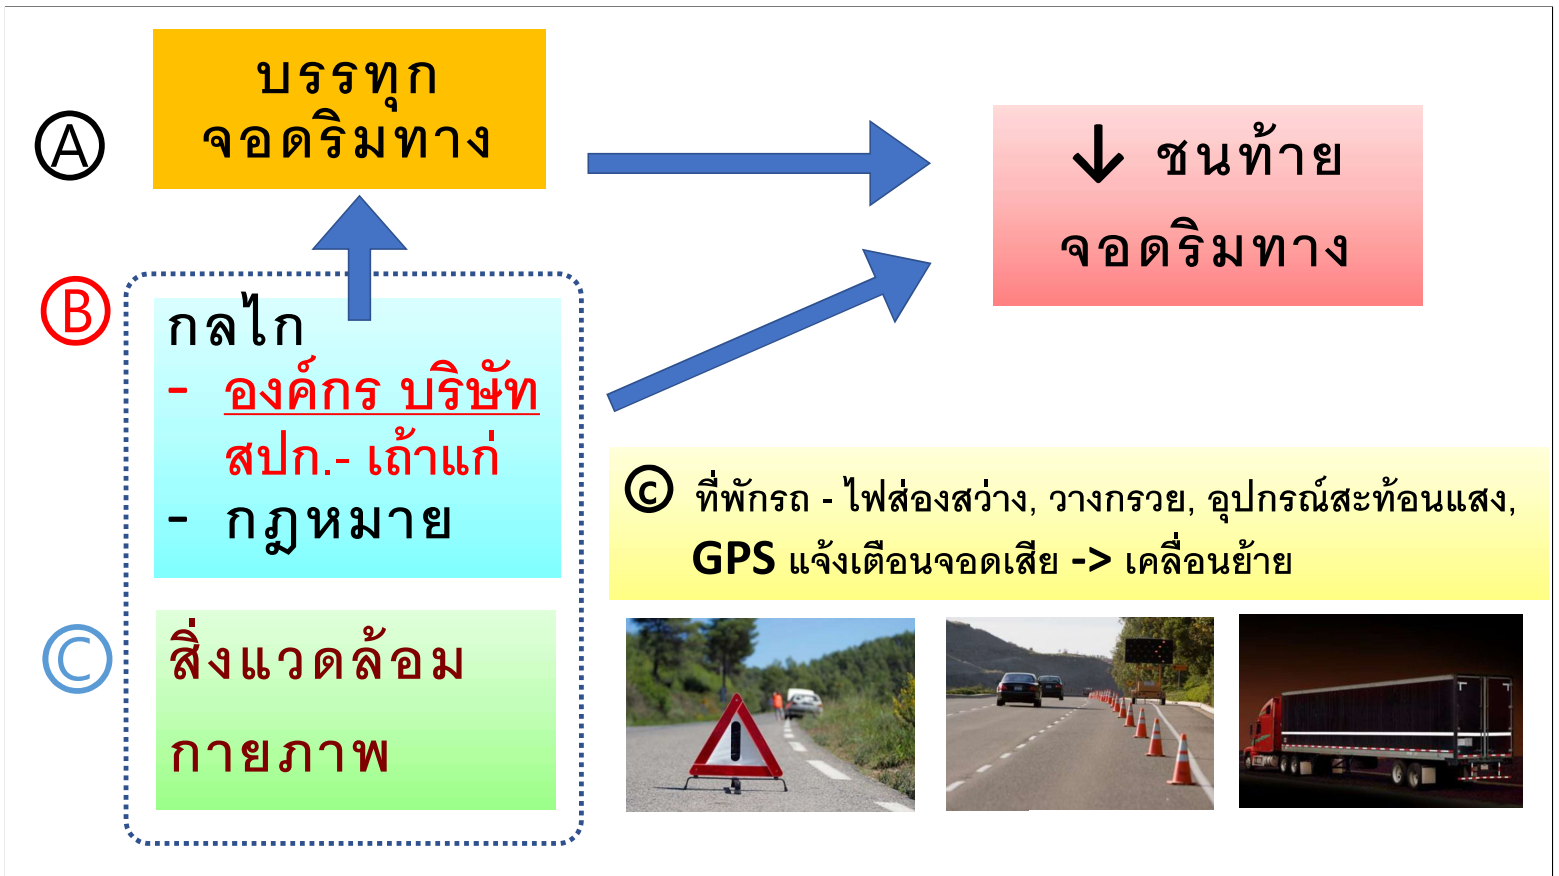 A
บรรทุก
จอดริมทาง
↓ ชนท้าย
จอดริมทาง
B
กลไก
- องค์กร บริษัท
สปก.- เถ้าแก่
- กฎหมาย
C
สิ่งแวดล้อม
กายภาพ
C ที่พักรถ - ไฟส่องสว่าง, วางกรวย, อุปกรณ์สะท้อนแสง,
GPS แจ้งเตือนจอดเสีย -> เคลื่อนย้าย